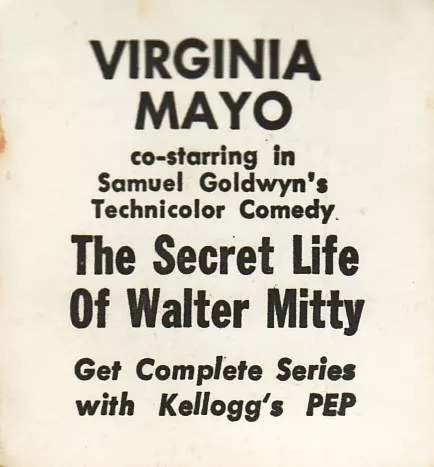 VIRGINIA
MAYO
co-starring in
Samuel Goldwyn's
Technicolor Comedy.
The Secret Life
Of Walter Mitty
Get Complete Series
with Kellogg's PEP